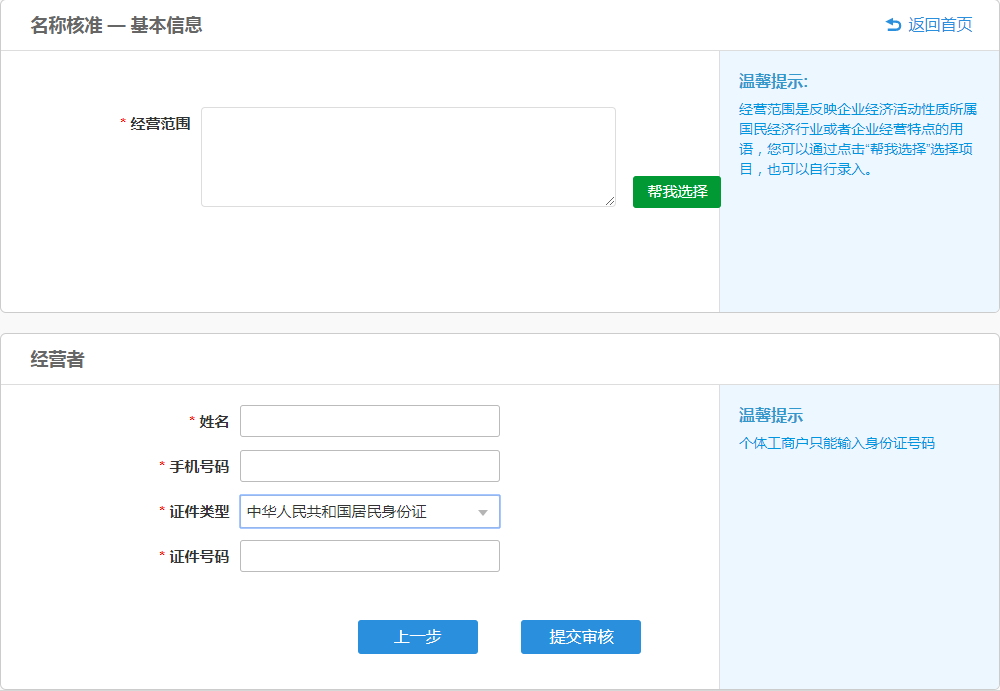 名称核准 — 基本信息
返回首页
* 经营范围
帮我选择
温馨提示:
经营范围是反映企业经济活动性质所属
国民经济行业或者企业经营特点的用
语，您可以通过点击“帮我选择”选择项
目，也可以自行录入。
经营者
* 姓名
* 手机号码
* 证件类型 中华人民共和国居民身份证
* 证件号码
上一步
提交审核
温馨提示
个体工商户只能输入身份证号码